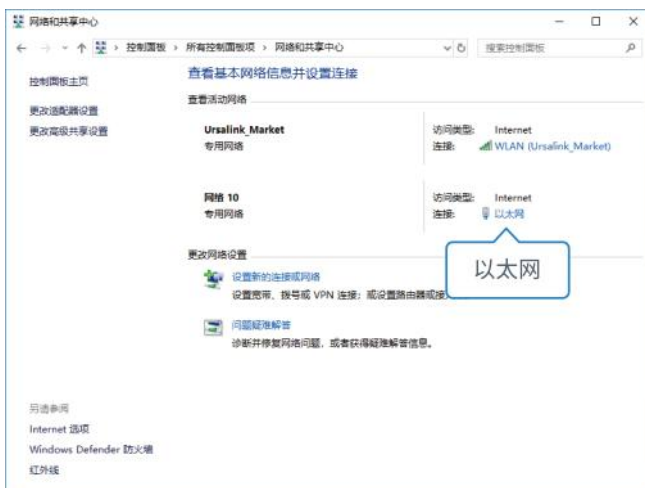 网络和共享中心
控制面板 › 所有控制面板项 › 网络和共享中心
搜索控制面板
控制面板主页
更改适配器设置
更改高级共享设置
查看基本网络信息并设置连接
查看活动网络
Ursalink_Market
专用网络
访问类型: Internet
连接: WLAN (Ursalink_Market)
网络 10
专用网络
访问类型: Internet
连接: 以太网
以太网
更改网络设置
设置新的连接或网络
设置宽带、拨号或 VPN 连接；或设置路由器或接
问题疑难解答
诊断并修复网络问题，或者获得疑难解答信息。
另请参阅
Internet 选项
Windows Defender 防火墙
红外线